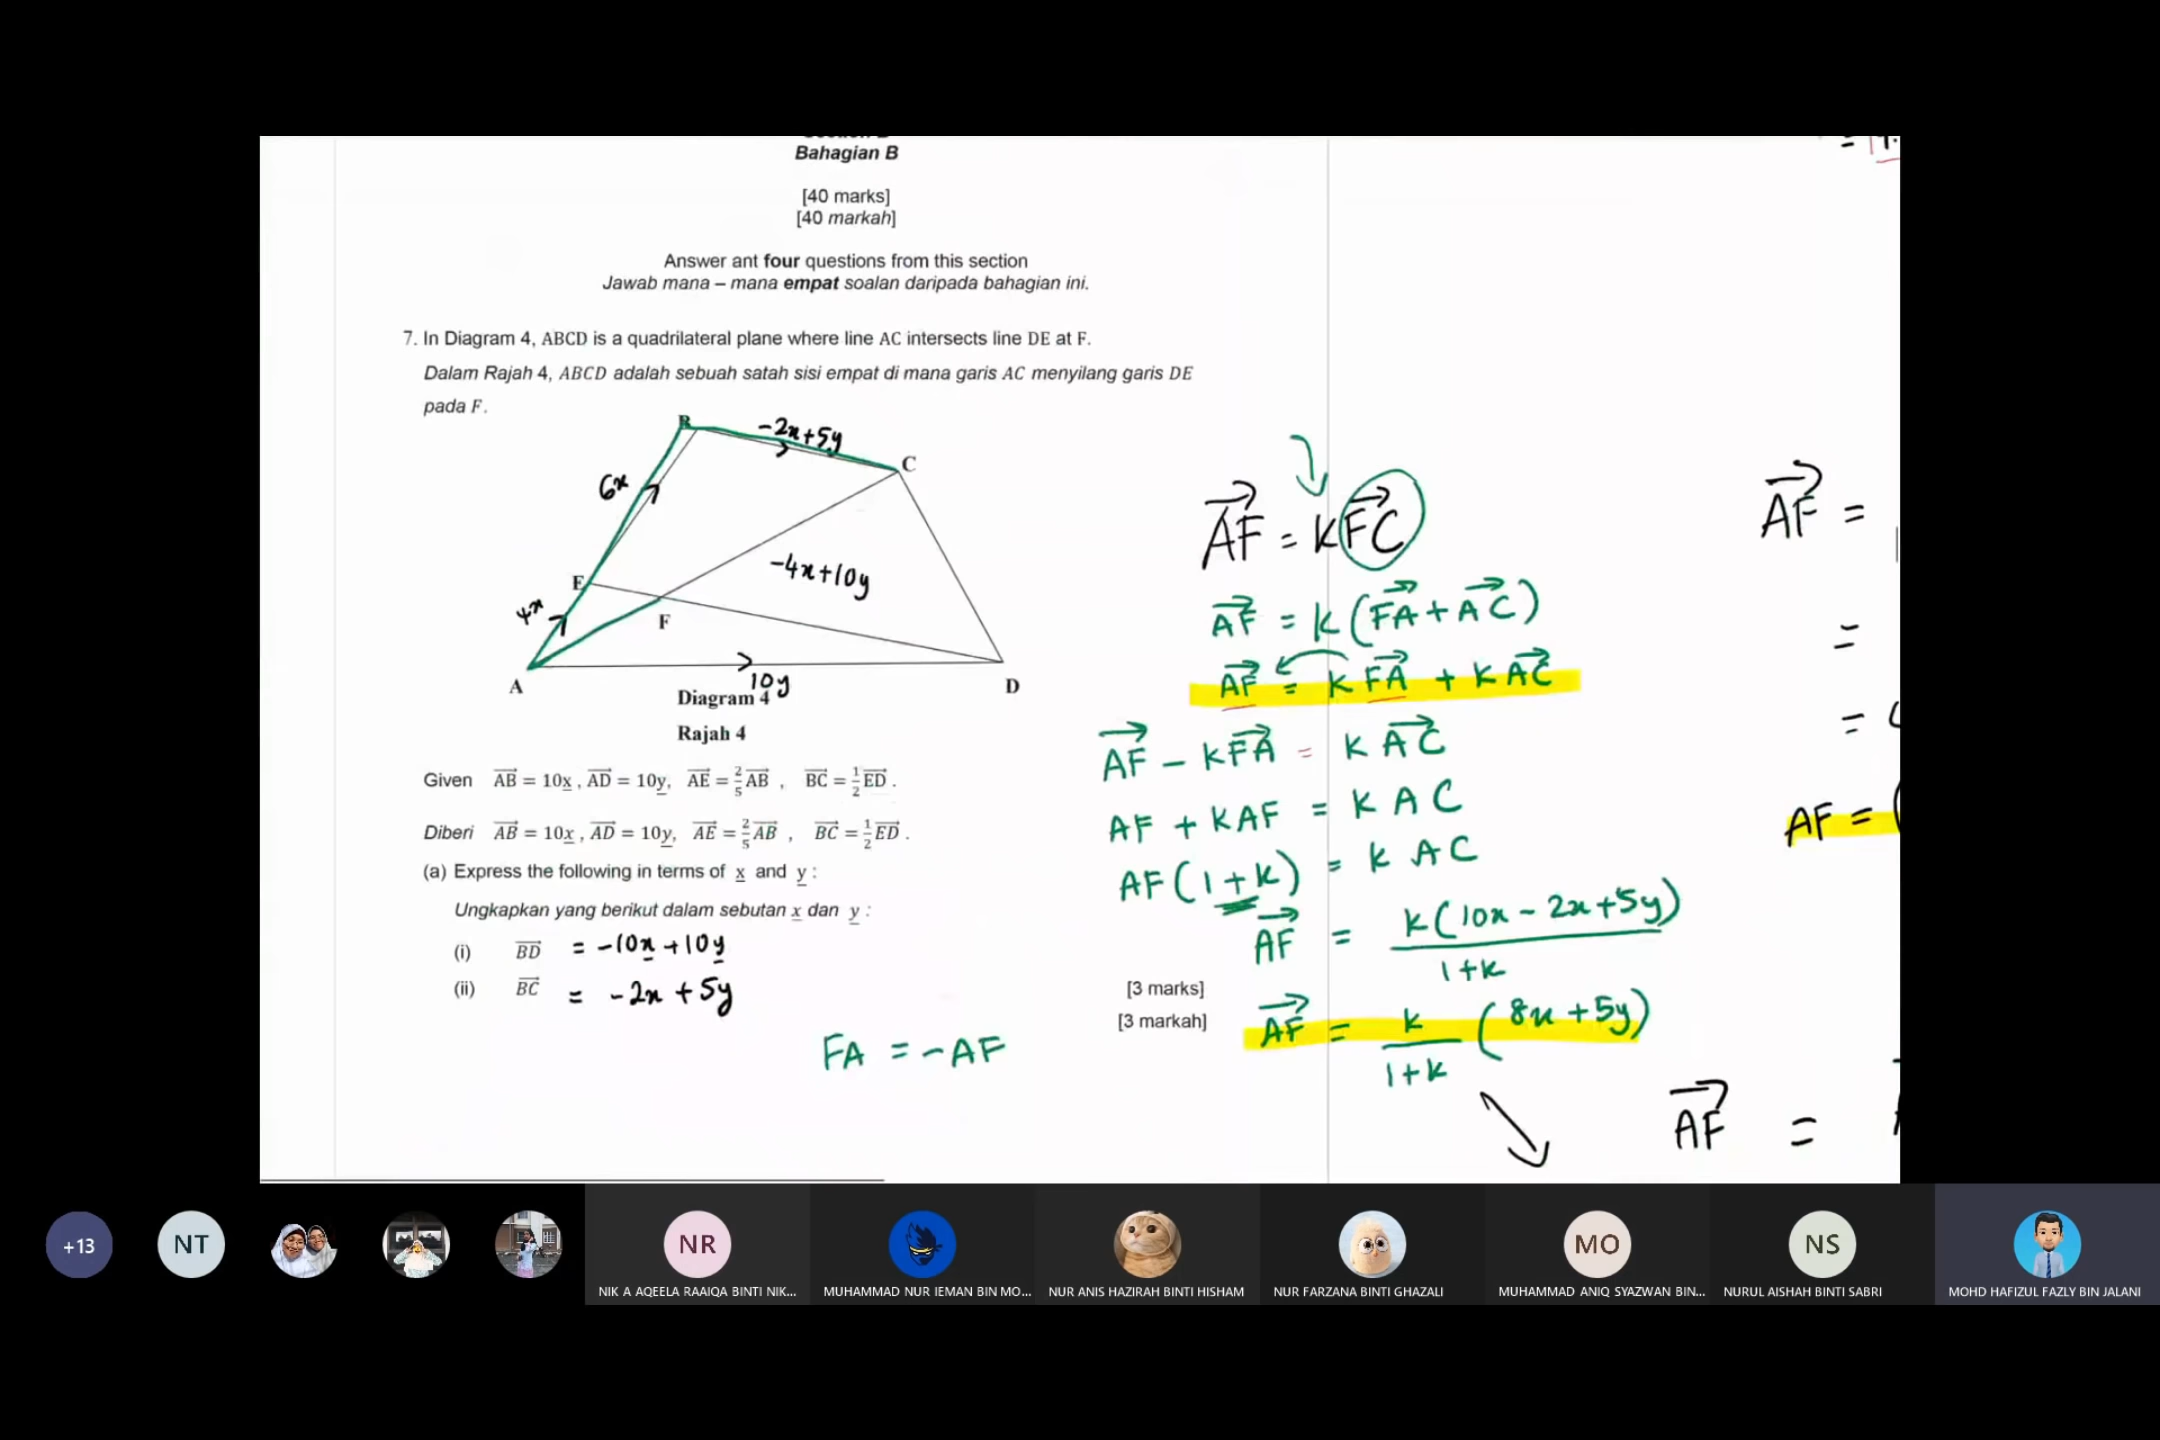 Bahagian B
[40 marks]
[40 markah]
Answer ant four questions from this section
Jawab mana – mana empat soalan daripada bahagian ini.
7. In Diagram 4, ABCD is a quadrilateral plane where line AC intersects line DE at F.
Dalam Rajah 4, ABCD adalah sebuah satah sisi empat di mana garis AC menyilang garis DE
pada F.
B
-2x+5y
C
6x
-4x+10y
E
4x
F
A
10y
D
Diagram 4
Rajah 4
Given AB = 10x , AD = 10y, AE = 2/5 AB , BC = 1/2 ED .
Diberi AB = 10x , AD = 10y, AE = 2/5 AB , BC = 1/2 ED .
(a) Express the following in terms of x and y :
Ungkapkan yang berikut dalam sebutan x dan y :
(i) BD = -10x + 10y
(ii) BC = -2x + 5y
[3 marks]
[3 markah]
FA = -AF
AF = KFC
AF = K(FA + AC)
AF = K FA + K AC
AF - KFA = K AC
AF + KAF = K AC
AF(1+K) = K AC
AF = K(10x - 2x + 5y) / 1+K
AF = K / 1+K (8x + 5y)
AF =
=
=
AF = (
AF =
+13
NT
NR
MO
NS
NIK A AQEELA RAAIQA BINTI NIK...
MUHAMMAD NUR IEMAN BIN MO...
NUR ANIS HAZIRAH BINTI HISHAM
NUR FARZANA BINTI GHAZALI
MUHAMMAD ANIQ SYAZWAN BIN...
NURUL AISHAH BINTI SABRI
MOHD HAFIZUL FAZLY BIN JALANI